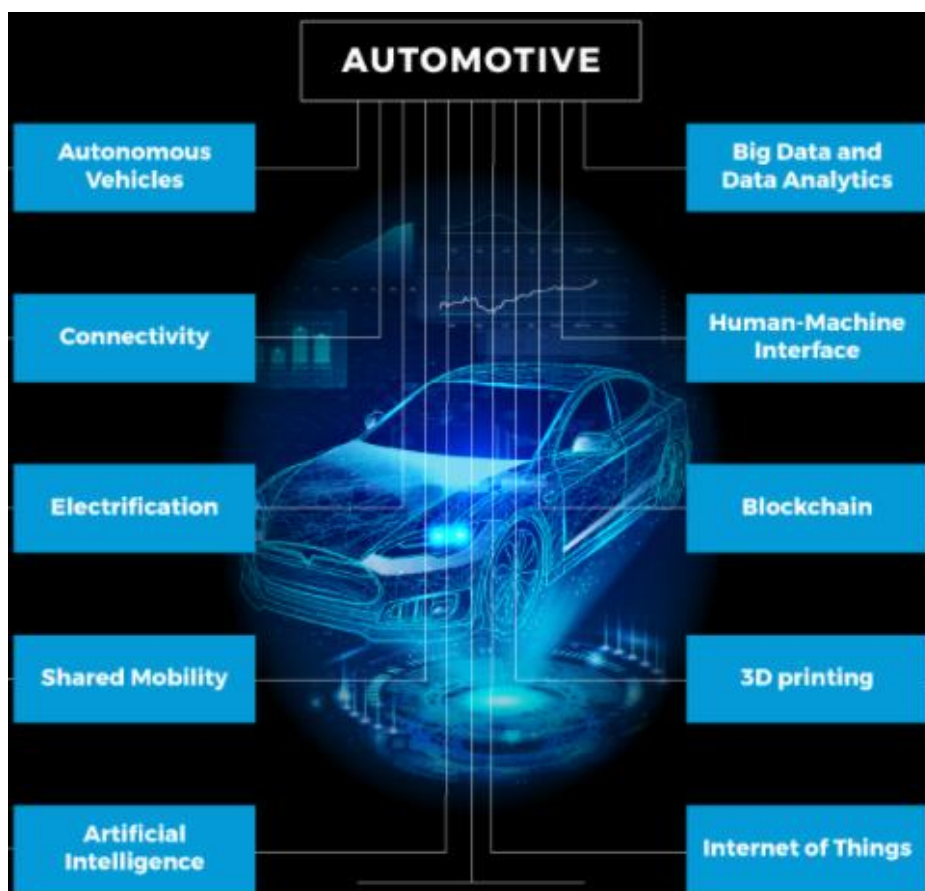 AUTOMOTIVE
Autonomous
Vehicles
Big Data and
Data Analytics
Connectivity
Human-Machine
Interface
Electrification
Blockchain
Shared Mobility
3D printing
Artificial
Intelligence
Internet of Things